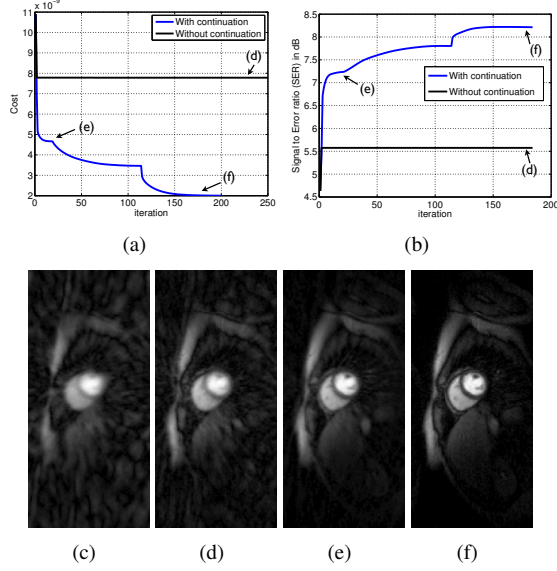 x 10⁻⁹
11
10
9
8
7
6
5
4
3
2
0
50
100
150
200
250
Cost
iteration
With continuation
Without continuation
(d)
(e)
(f)
(a)
8.5
8
7.5
7
6.5
6
5.5
5
4.5
0
50
100
150
200
Signal to Error ratio (SER) in dB
iteration
With continuation
Without continuation
(f)
(e)
(d)
(b)
(c)
(d)
(e)
(f)